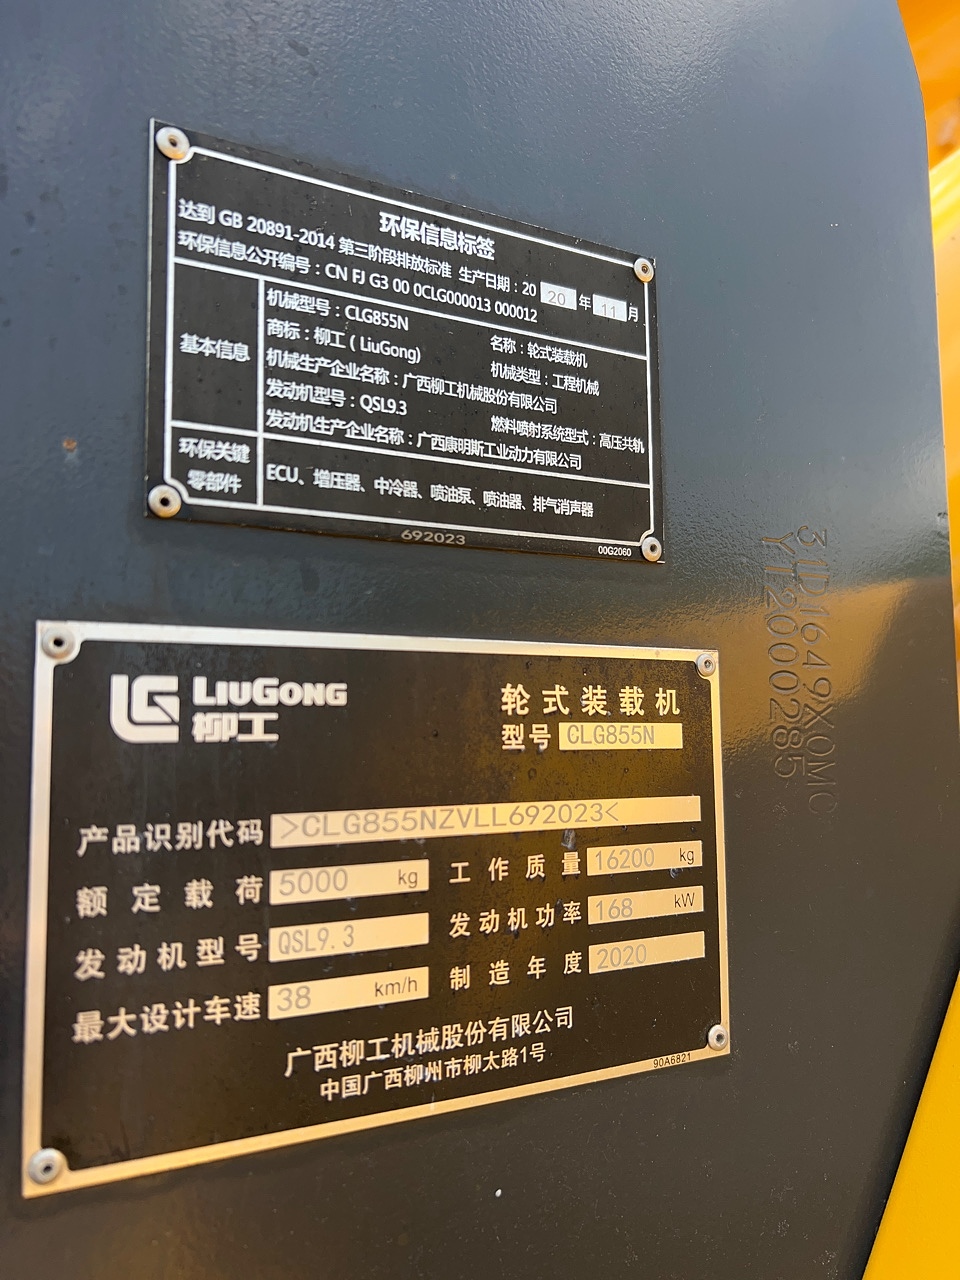 环保信息标签
达到 GB 20891-2014 第三阶段排放标准 生产日期：20 20 年 11 月
环保信息公开编号：CN FJ G3 00 0CLG000013 000012
基本信息
机械型号：CLG855N 名称：轮式装载机
商标：柳工（LiuGong) 机械类型：工程机械
机械生产企业名称：广西柳工机械股份有限公司
发动机型号：QSL9.3 燃料喷射系统型式：高压共轨
发动机生产企业名称：广西康明斯工业动力有限公司
环保关键零部件
ECU、增压器、中冷器、喷油泵、喷油器、排气消声器
692023
00G2060
31D1649X0M0
Y12000285
LIUGONG
柳工
轮式装载机
型号 CLG855N
产品识别代码 >CLG855NZVLL692023<
额定载荷 5000 kg 工作质量 16200 kg
发动机型号 QSL9.3 发动机功率 168 kW
最大设计车速 38 km/h 制造年度 2020
广西柳工机械股份有限公司
中国广西柳州市柳太路1号
90A6821